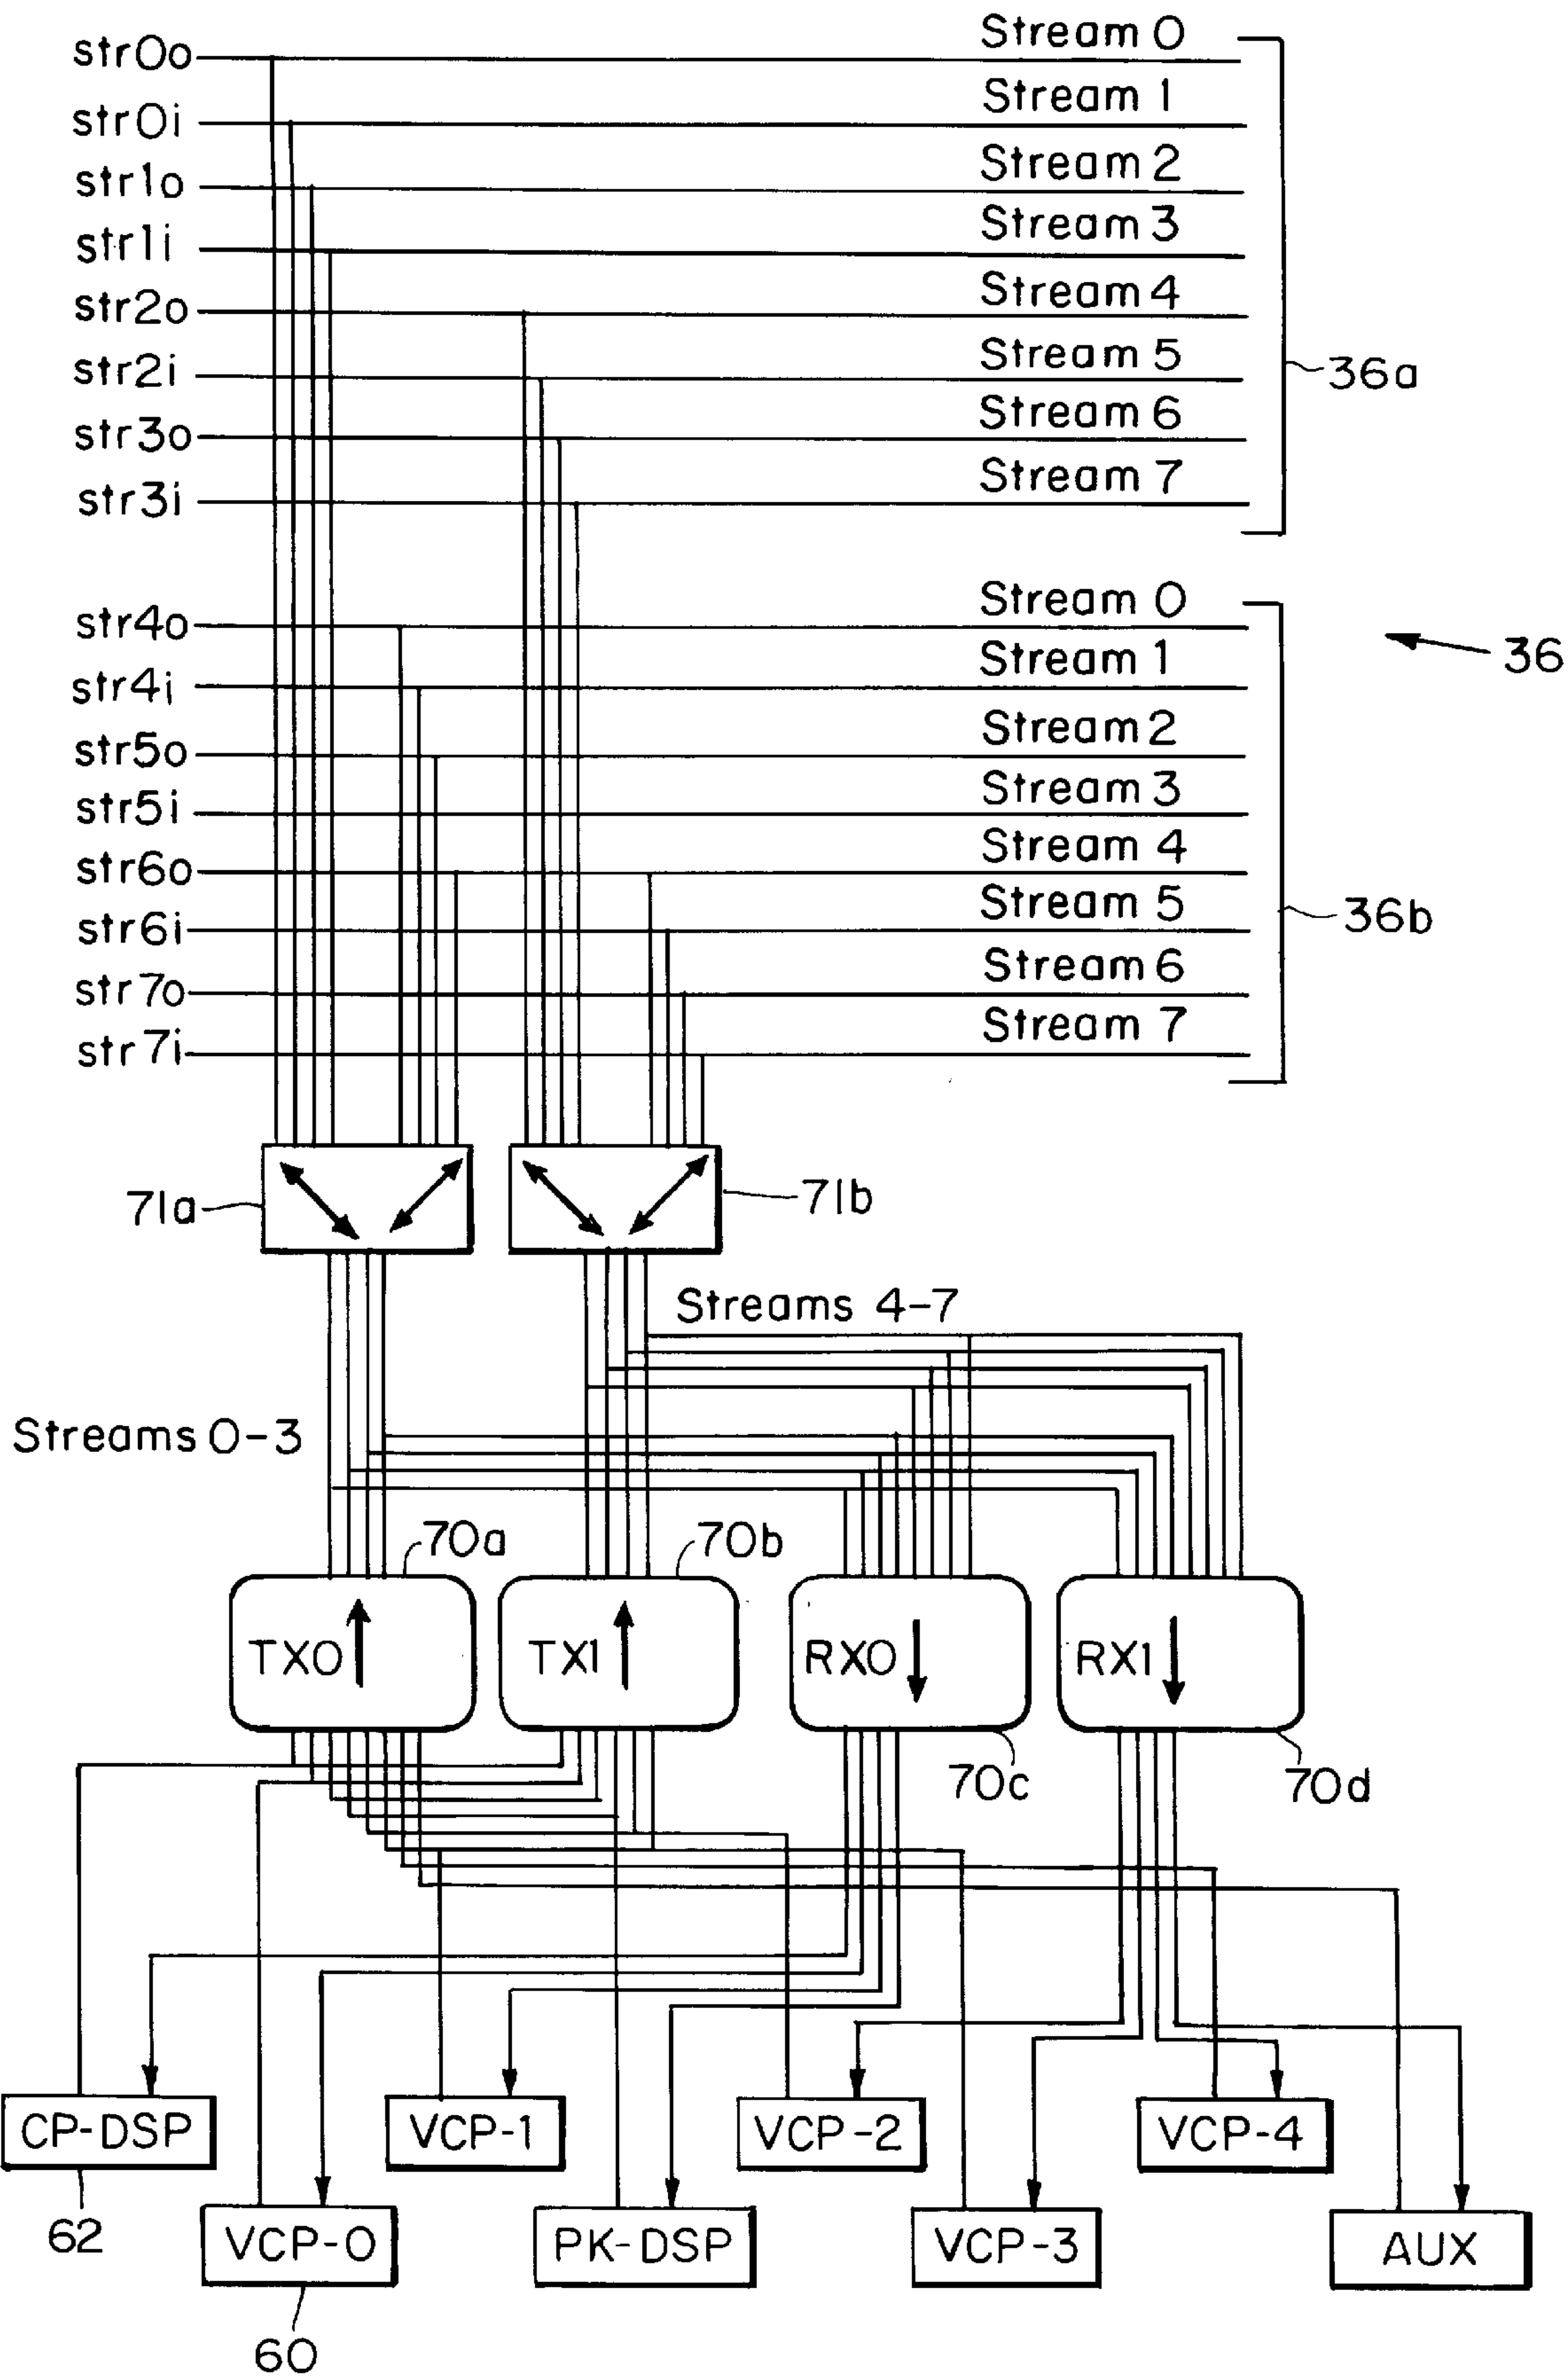 str0o Stream 0
str0i Stream 1
str1o Stream 2
str1i Stream 3
str2o Stream 4
str2i Stream 5
36a
str3o Stream 6
str3i Stream 7
str4o Stream 0
36
str4i Stream 1
str5o Stream 2
str5i Stream 3
str6o Stream 4
str6i Stream 5
36b
str7o Stream 6
str7i Stream 7
71a 71b
Streams 4-7
Streams 0-3
70a 70b
TX0 TX1 RX0 RX1
70c 70d
CP-DSP VCP-1 VCP-2 VCP-4
62
VCP-0 PK-DSP VCP-3 AUX
60